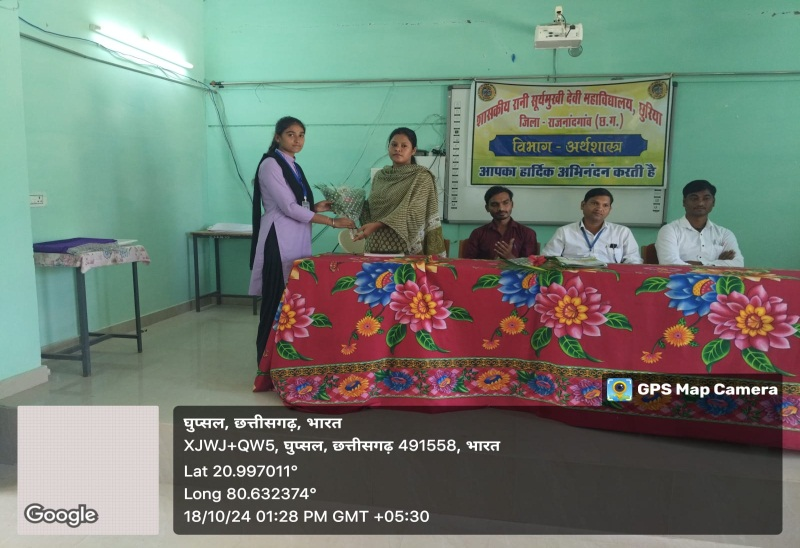 शासकीय रानी सूर्यमुखी देवी महाविद्यालय, छुरिया
जिला - राजनांदगांव (छ.ग.)
विभाग - अर्थशास्त्र
आपका हार्दिक अभिनंदन करती है
GPS Map Camera
घुप्सल, छत्तीसगढ़, भारत
XJWJ+QW5, घुप्सल, छत्तीसगढ़ 491558, भारत
Lat 20.997011°
Long 80.632374°
18/10/24 01:28 PM GMT +05:30
Google